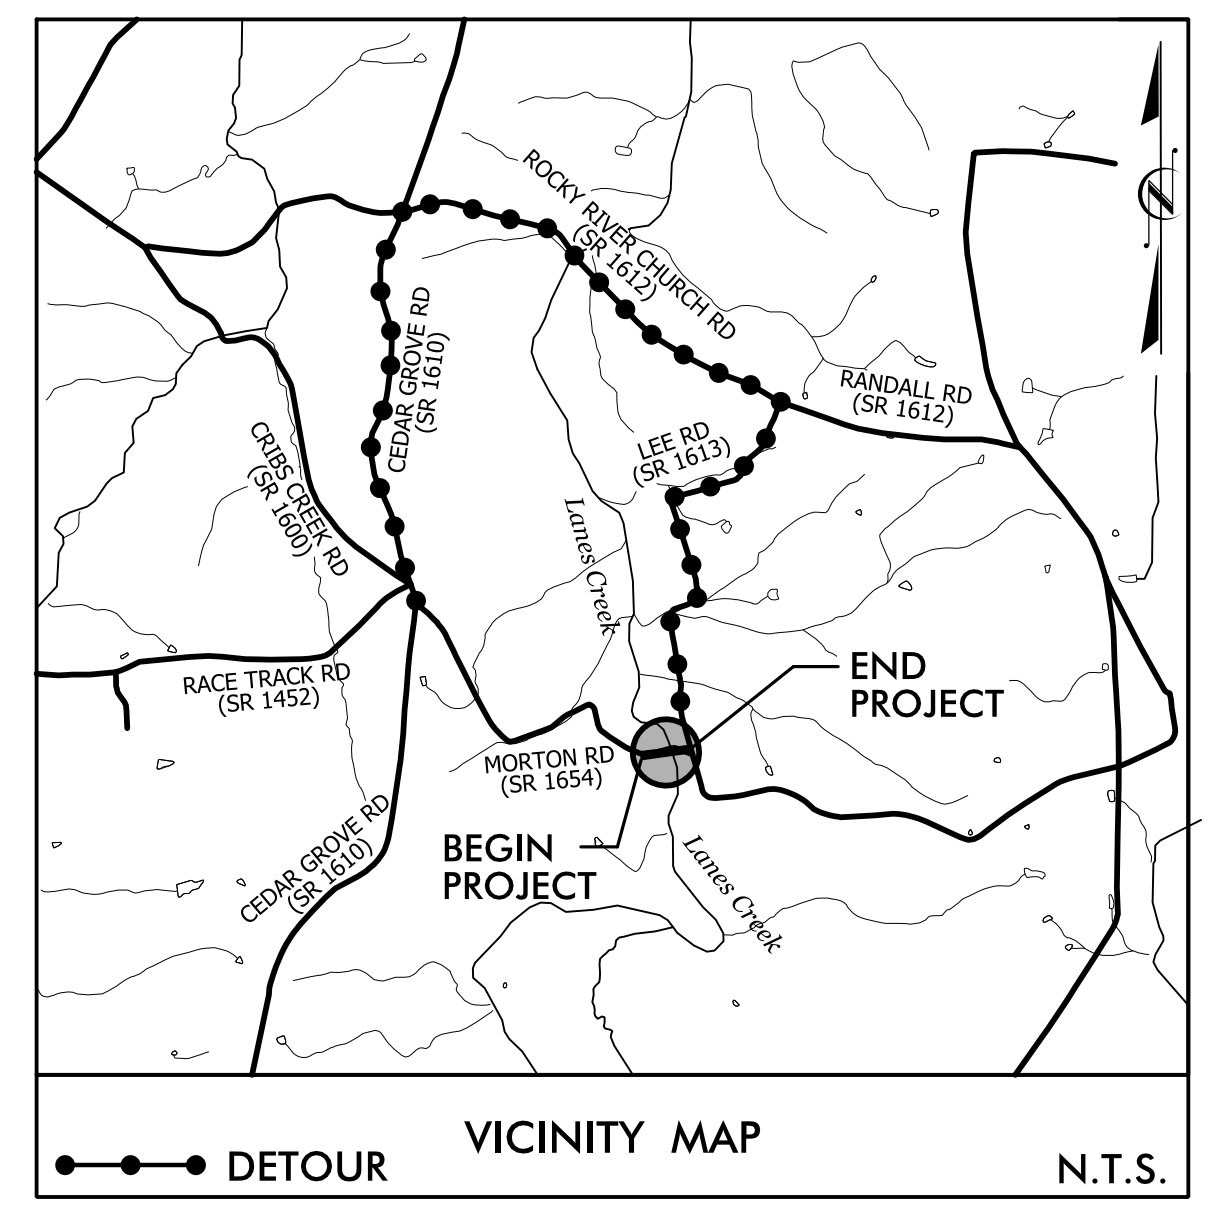 ROCKY RIVER CHURCH RD
(SR 1612)
CEDAR GROVE RD
(SR 1610)
RANDALL RD
(SR 1612)
LEE RD
(SR 1613)
CRIBS CREEK RD
(SR 1600)
Lanes Creek
RACE TRACK RD
(SR 1452)
END
PROJECT
MORTON RD
(SR 1654)
CEDAR GROVE RD
(SR 1610)
BEGIN
PROJECT
Lanes Creek
VICINITY MAP
DETOUR
N.T.S.